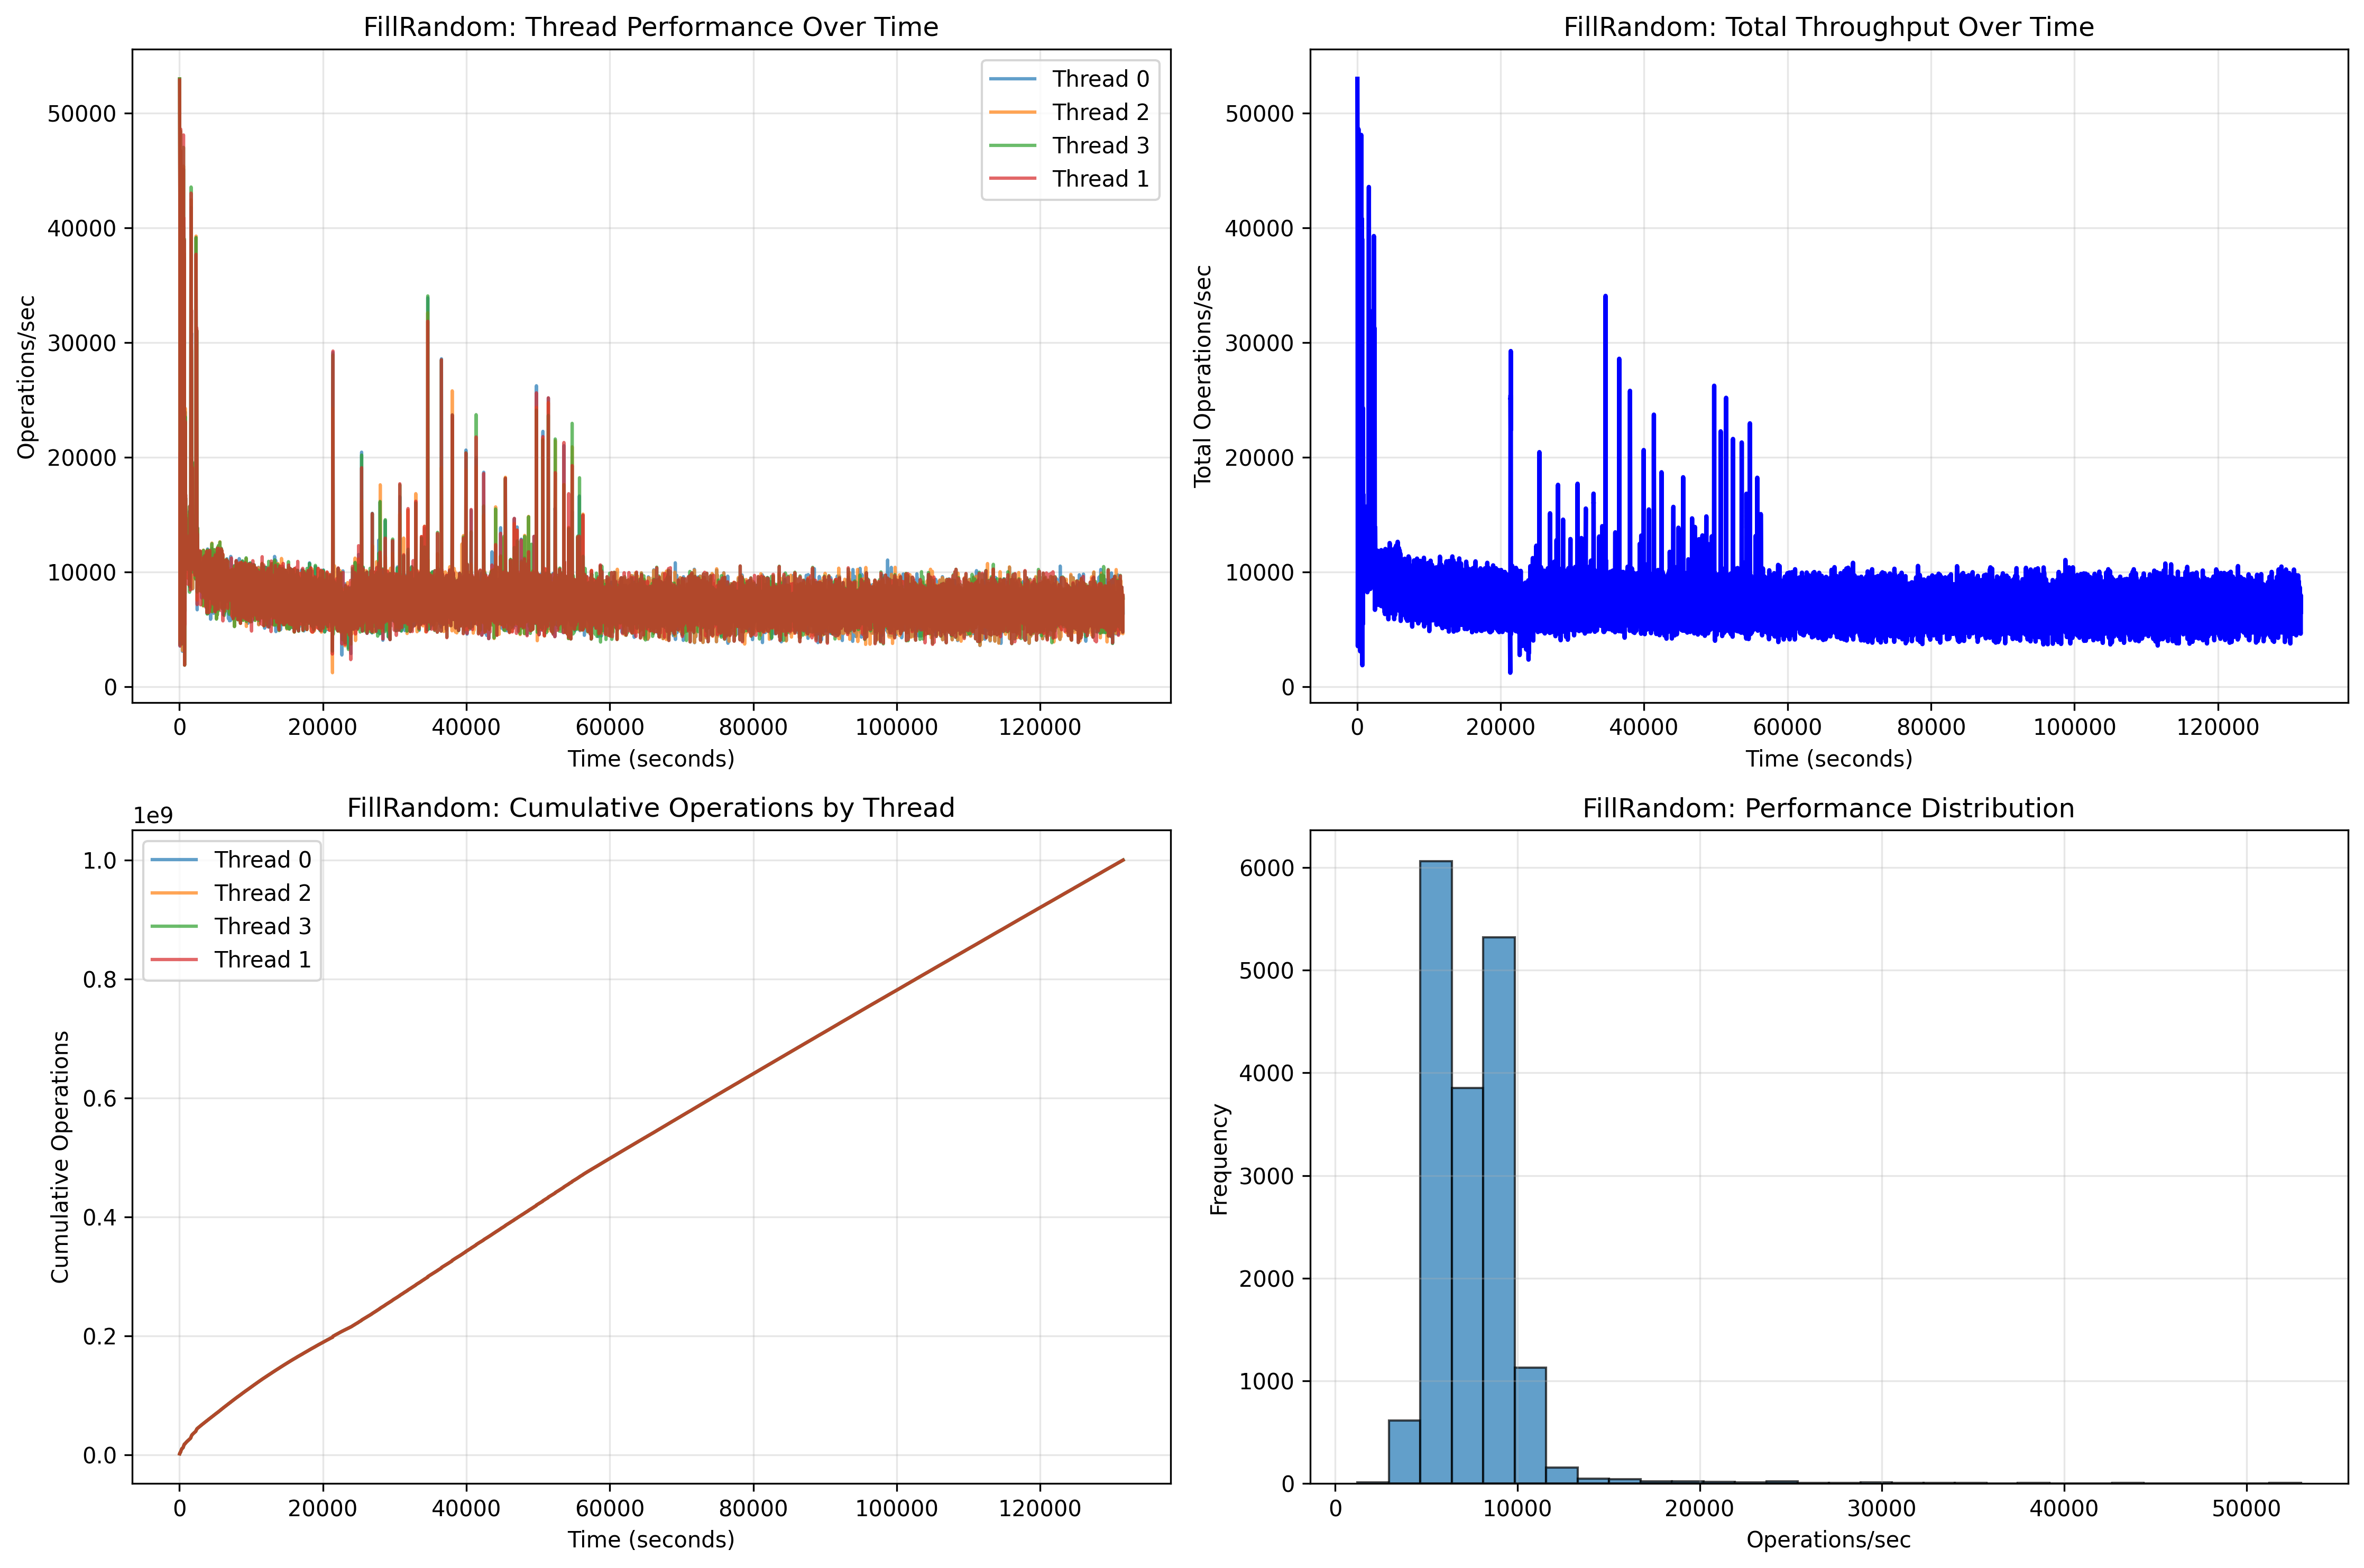 FillRandom: Thread Performance Over Time
Operations/sec
50000
40000
30000
20000
10000
0
Thread 0
Thread 2
Thread 3
Thread 1
0 20000 40000 60000 80000 100000 120000
Time (seconds)
FillRandom: Total Throughput Over Time
Total Operations/sec
50000
40000
30000
20000
10000
0
0 20000 40000 60000 80000 100000 120000
Time (seconds)
FillRandom: Cumulative Operations by Thread
1e9
Cumulative Operations
1.0
0.8
0.6
0.4
0.2
0.0
Thread 0
Thread 2
Thread 3
Thread 1
0 20000 40000 60000 80000 100000 120000
Time (seconds)
FillRandom: Performance Distribution
Frequency
6000
5000
4000
3000
2000
1000
0
0 10000 20000 30000 40000 50000
Operations/sec